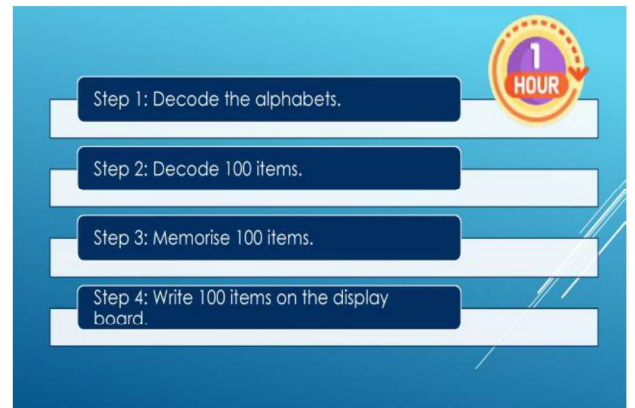 1
HOUR
Step 1: Decode the alphabets.
Step 2: Decode 100 items.
Step 3: Memorise 100 items.
Step 4: Write 100 items on the display
board.